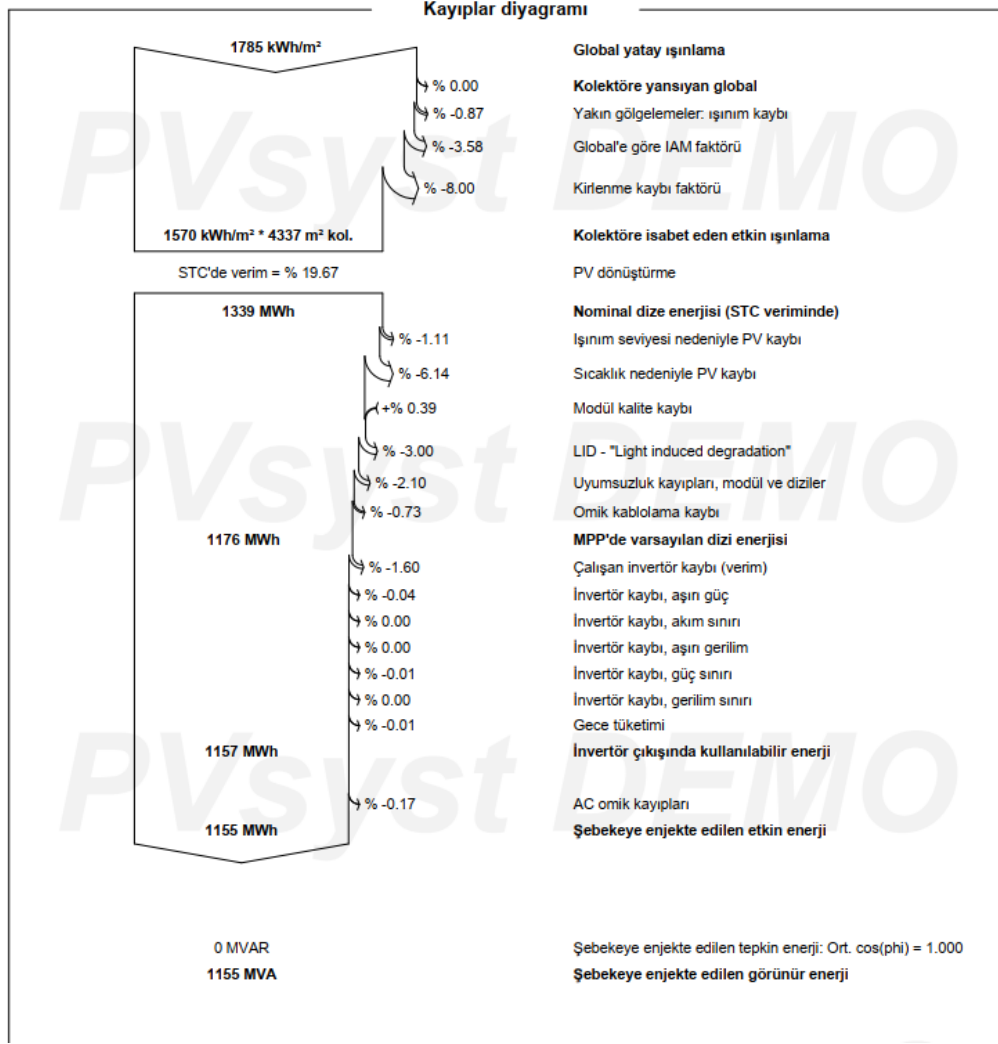 Kayıplar diyagramı
1785 kWh/m² Global yatay ışınlama
% 0.00 Kolektöre yansıyan global
% -0.87 Yakın gölgelemeler: ışınım kaybı
% -3.58 Global'e göre IAM faktörü
% -8.00 Kirlenme kaybı faktörü
1570 kWh/m² * 4337 m² kol. Kolektöre isabet eden etkin ışınlama
STC'de verim = % 19.67 PV dönüştürme
1339 MWh Nominal dize enerjisi (STC veriminde)
% -1.11 Işınım seviyesi nedeniyle PV kaybı
% -6.14 Sıcaklık nedeniyle PV kaybı
+% 0.39 Modül kalite kaybı
% -3.00 LID - "Light induced degradation"
% -2.10 Uyumsuzluk kayıpları, modül ve diziler
% -0.73 Omik kablolama kaybı
1176 MWh MPP'de varsayılan dizi enerjisi
% -1.60 Çalışan invertör kaybı (verim)
% -0.04 İnvertör kaybı, aşırı güç
% 0.00 İnvertör kaybı, akım sınırı
% 0.00 İnvertör kaybı, aşırı gerilim
% -0.01 İnvertör kaybı, güç sınırı
% 0.00 İnvertör kaybı, gerilim sınırı
% -0.01 Gece tüketimi
1157 MWh İnvertör çıkışında kullanılabilir enerji
% -0.17 AC omik kayıpları
1155 MWh Şebekeye enjekte edilen etkin enerji
0 MVAR Şebekeye enjekte edilen tepkin enerji: Ort. cos(phi) = 1.000
1155 MVA Şebekeye enjekte edilen görünür enerji
PVsyst DEMO
PVsyst DEMO
PVsyst DEMO